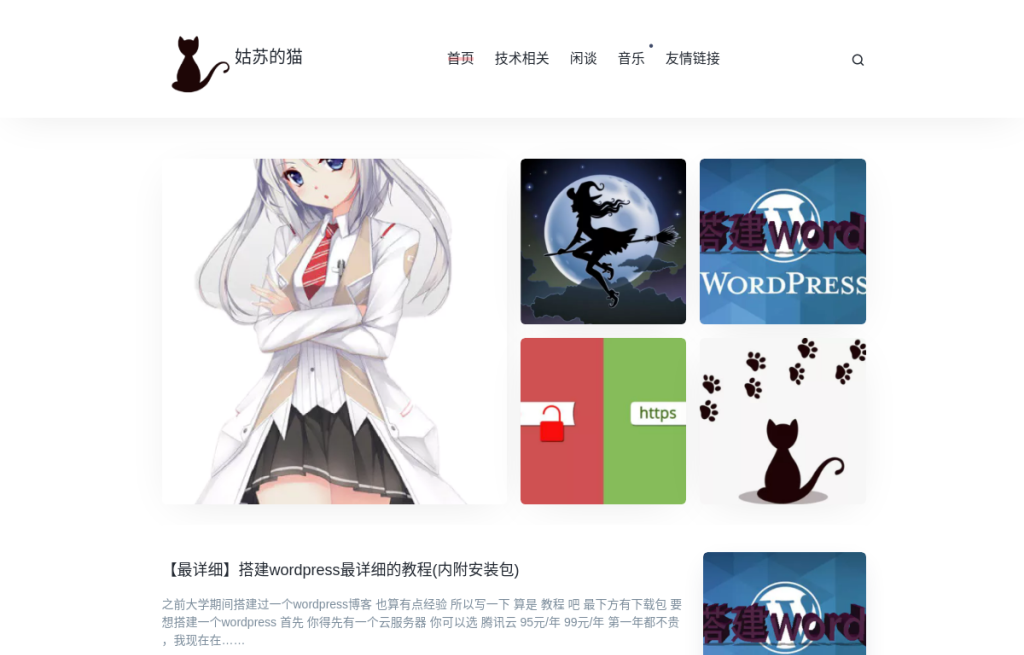 姑苏的猫
首页 技术相关 闲谈 音乐 友情链接
搭建word
WORDPRESS
https
【最详细】搭建wordpress最详细的教程(内附安装包)
之前大学期间搭建过一个wordpress博客 也算有点经验 所以写一下 算是 教程 吧 最下方有下载包 要
想搭建一个wordpress 首先 你得先有一个云服务器 你可以选 腾讯云 95元/年 99元/年 第一年都不贵
，我现在在……
搭建word